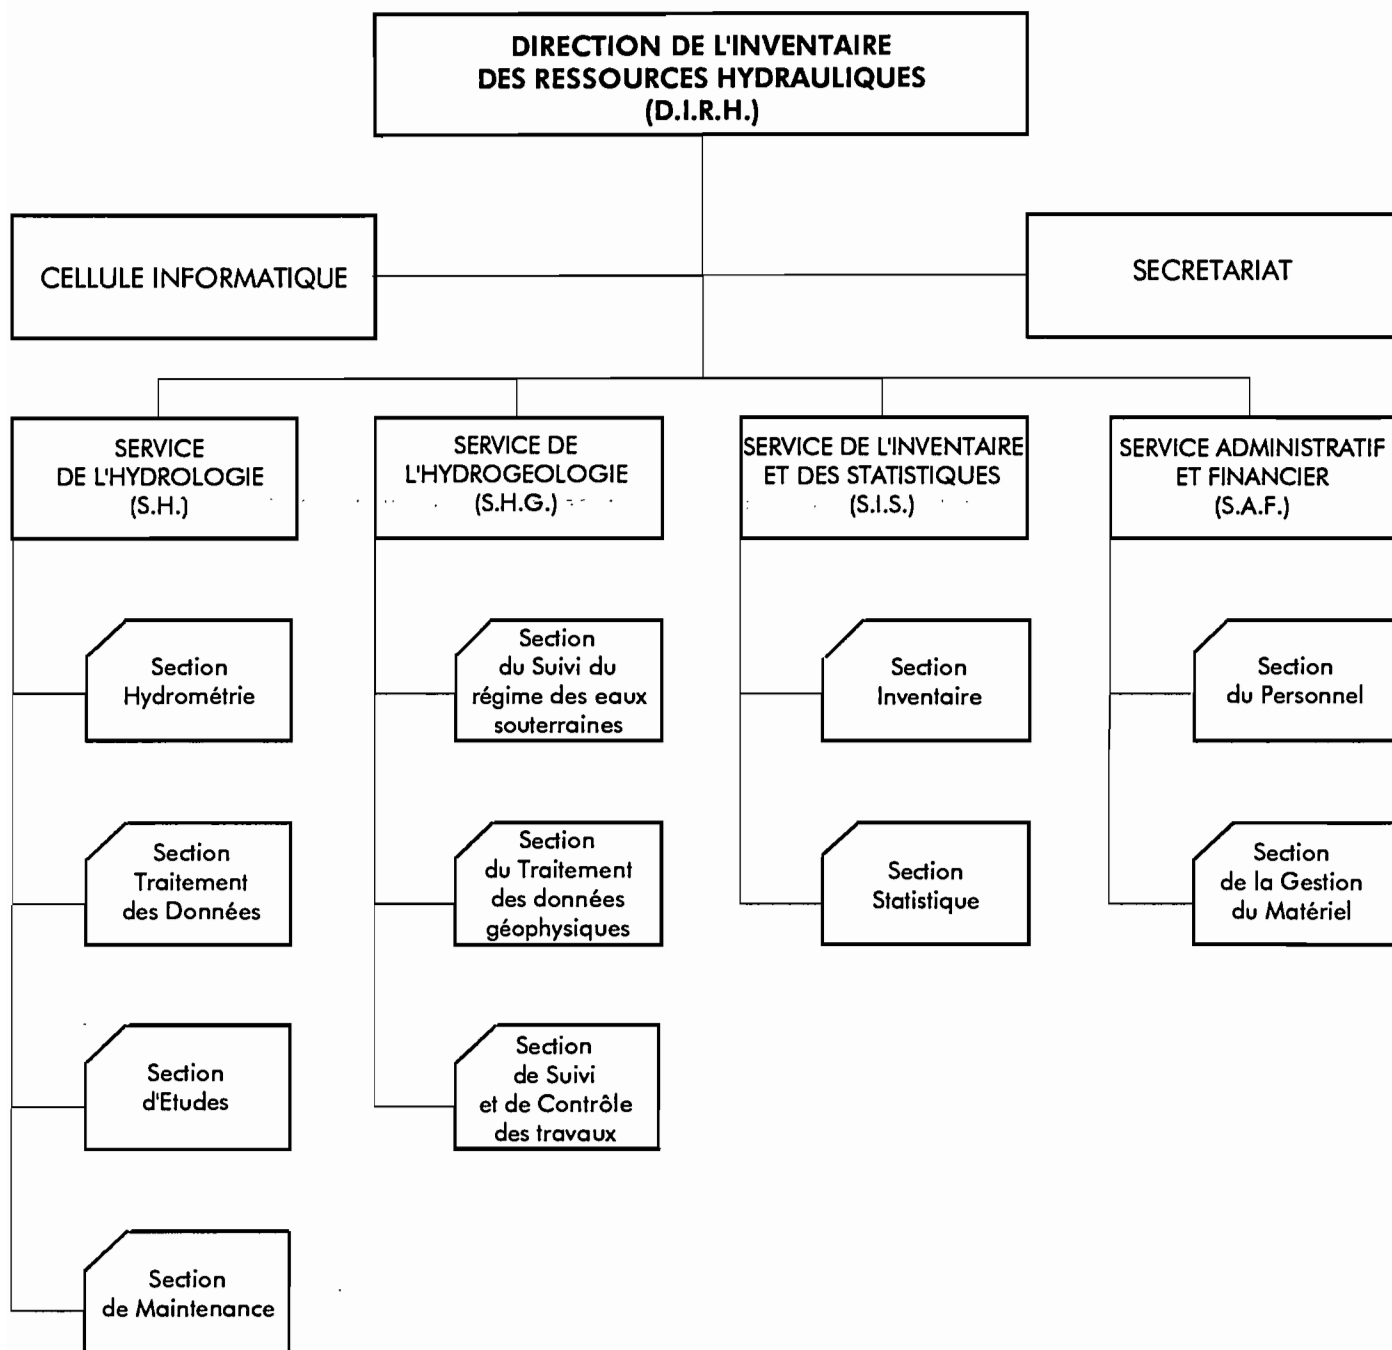 DIRECTION DE L'INVENTAIRE
DES RESSOURCES HYDRAULIQUES
(D.I.R.H.)
CELLULE INFORMATIQUE
SECRETARIAT
SERVICE
DE L'HYDROLOGIE
(S.H.)
SERVICE DE
L'HYDROGEOLOGIE
(S.H.G.)
SERVICE DE L'INVENTAIRE
ET DES STATISTIQUES
(S.I.S.)
SERVICE ADMINISTRATIF
ET FINANCIER
(S.A.F.)
Section
Hydrométrie
Section
du Suivi du
régime des eaux
souterraines
Section
Inventaire
Section
du Personnel
Section
Traitement
des Données
Section
du Traitement
des données
géophysiques
Section
Statistique
Section
de la Gestion
du Matériel
Section
d'Etudes
Section
de Suivi
et de Contrôle
des travaux
Section
de Maintenance